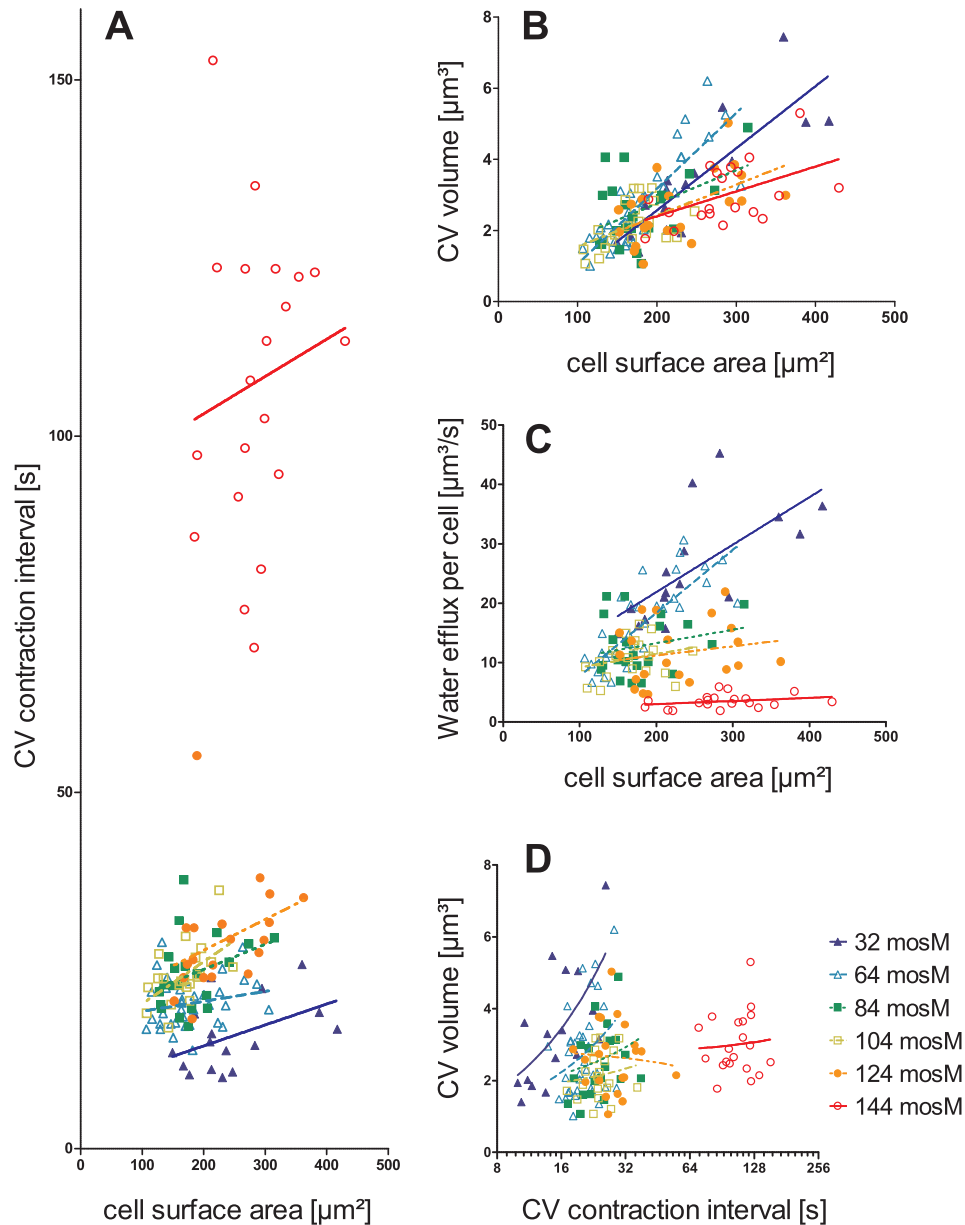 A
150
100
50
0
0 100 200 300 400 500
CV contraction interval [s]
cell surface area [µm²]
B
8
6
4
2
0
0 100 200 300 400 500
CV volume [µm³]
cell surface area [µm²]
C
50
40
30
20
10
0
0 100 200 300 400 500
Water efflux per cell [µm³/s]
cell surface area [µm²]
D
8
6
4
2
0
8 16 32 64 128 256
CV volume [µm³]
CV contraction interval [s]
32 mosM
64 mosM
84 mosM
104 mosM
124 mosM
144 mosM